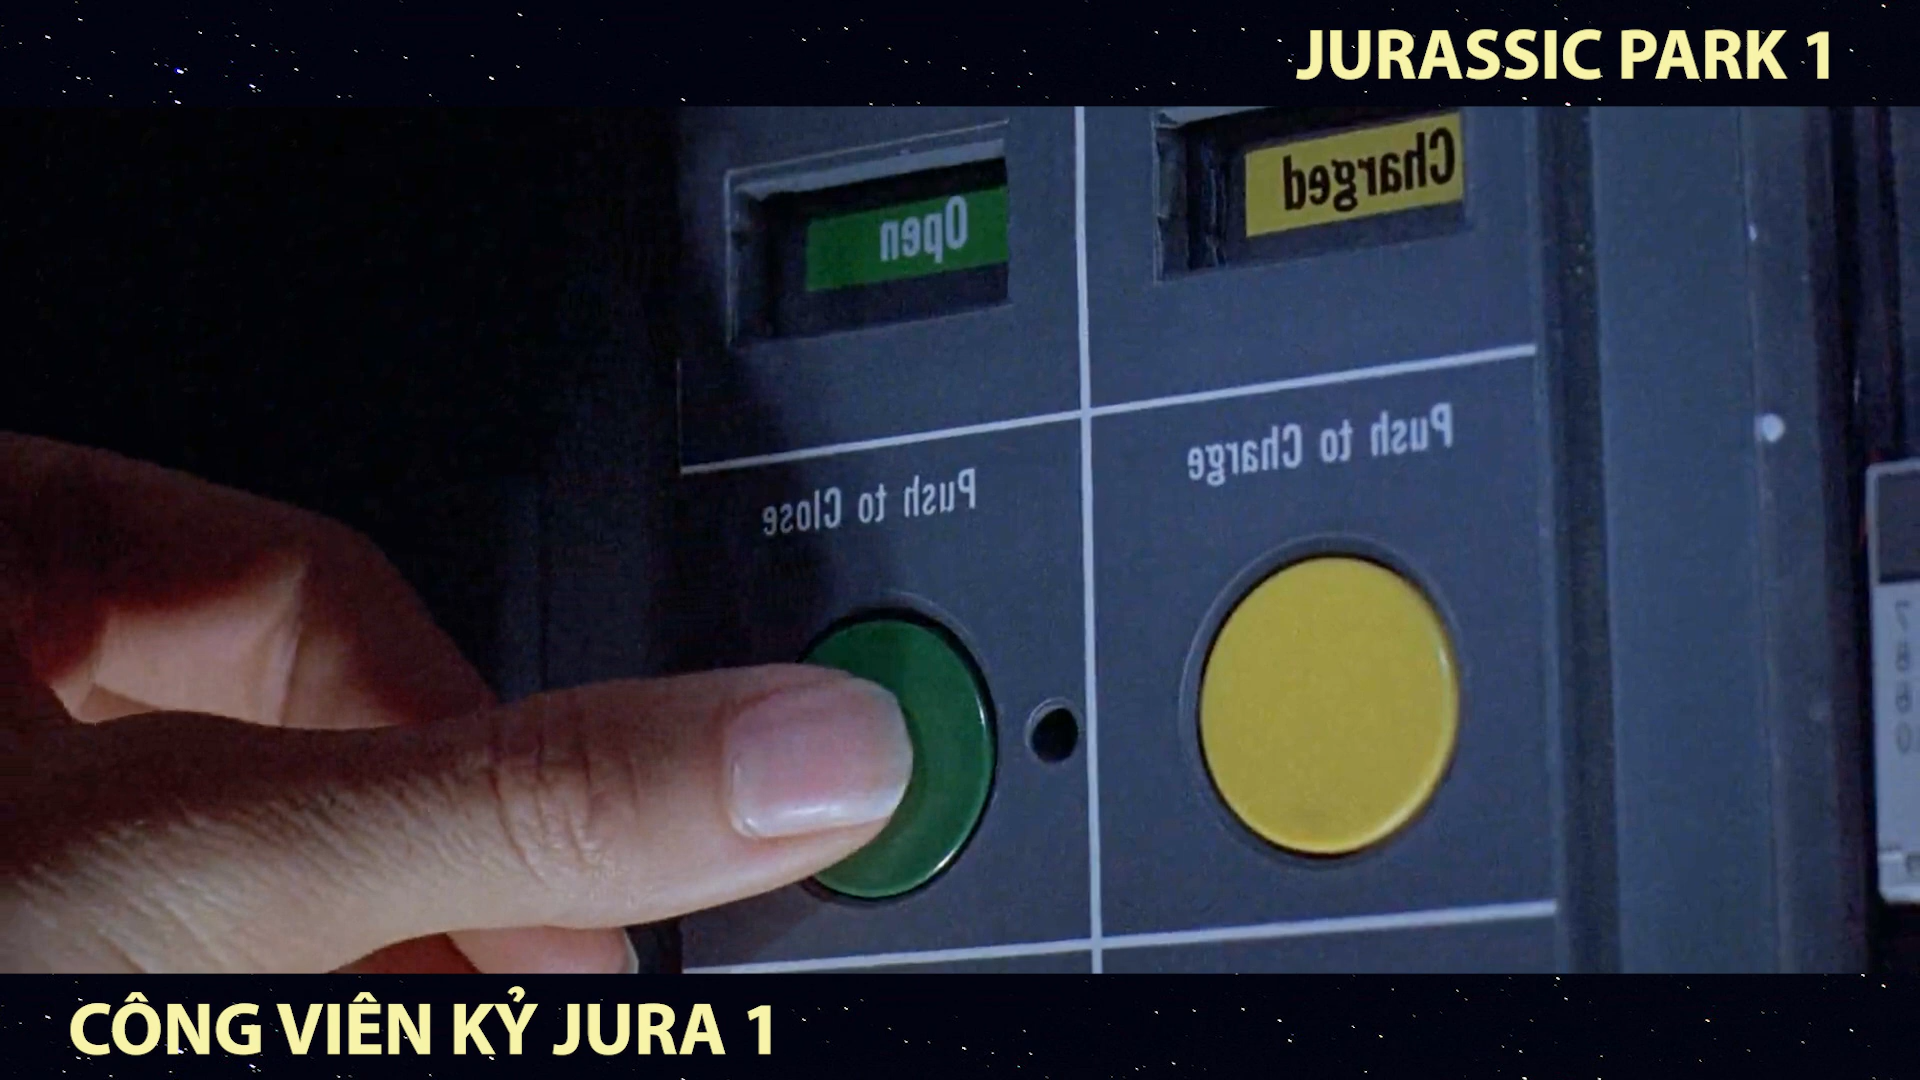 JURASSIC PARK 1
Charged
Open
Push to Charge
Push to Close
CÔNG VIÊN KỶ JURA 1